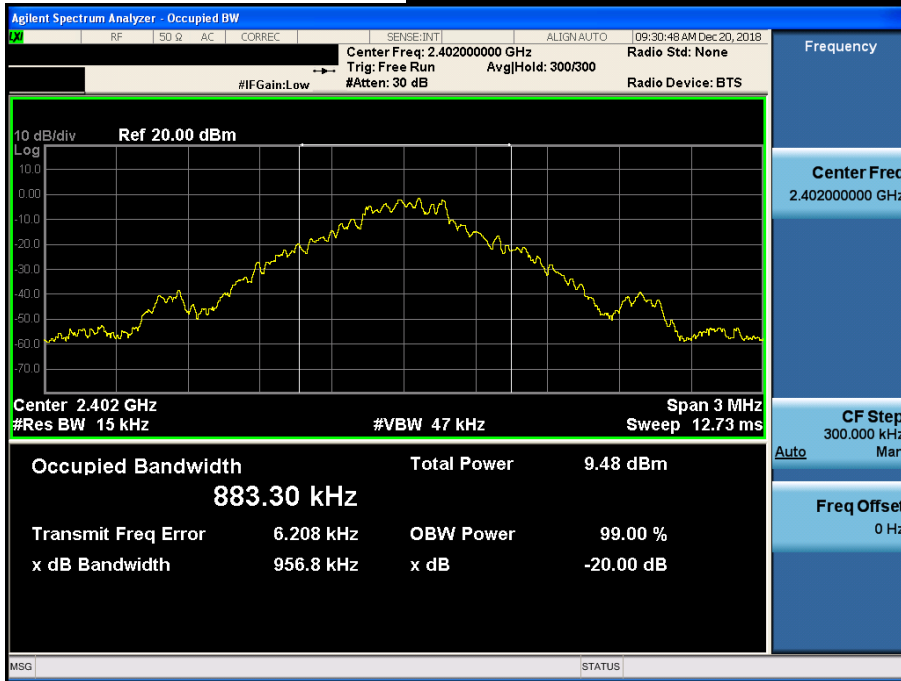 Agilent Spectrum Analyzer - Occupied BW
LXI RF 50 Ω AC CORREC SENSE:INT ALIGN AUTO 09:30:48 AM Dec 20, 2018
Center Freq: 2.402000000 GHz Radio Std: None
Trig: Free Run Avg|Hold: 300/300
#IFGain:Low #Atten: 30 dB Radio Device: BTS
10 dB/div Ref 20.00 dBm
Log
10.0
0.00
-10.0
-20.0
-30.0
-40.0
-50.0
-60.0
-70.0
Center 2.402 GHz Span 3 MHz
#Res BW 15 kHz #VBW 47 kHz Sweep 12.73 ms
Occupied Bandwidth Total Power 9.48 dBm
883.30 kHz
Transmit Freq Error 6.208 kHz OBW Power 99.00 %
x dB Bandwidth 956.8 kHz x dB -20.00 dB
MSG STATUS
Frequency
Center Freq
2.402000000 GHz
CF Step
300.000 kHz
Auto Man
Freq Offset
0 Hz